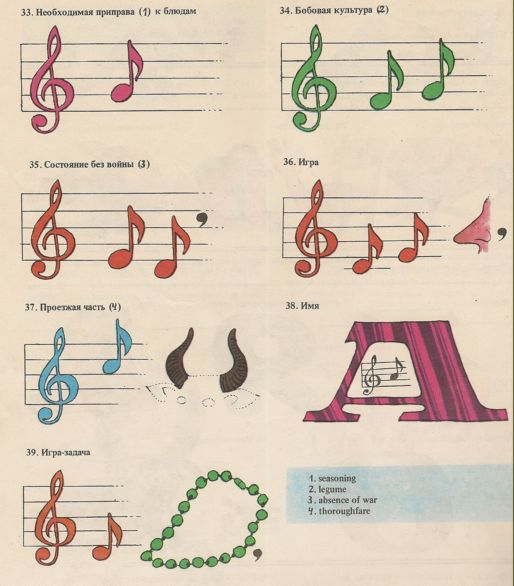 33. Необходимая приправа (1) к блюдам
34. Бобовая культура (2)
35. Состояние без войны (3)
36. Игра
37. Проезжая часть (4)
38. Имя
39. Игра-задача
1. seasoning
2. legume
3. absence of war
4. thoroughfare